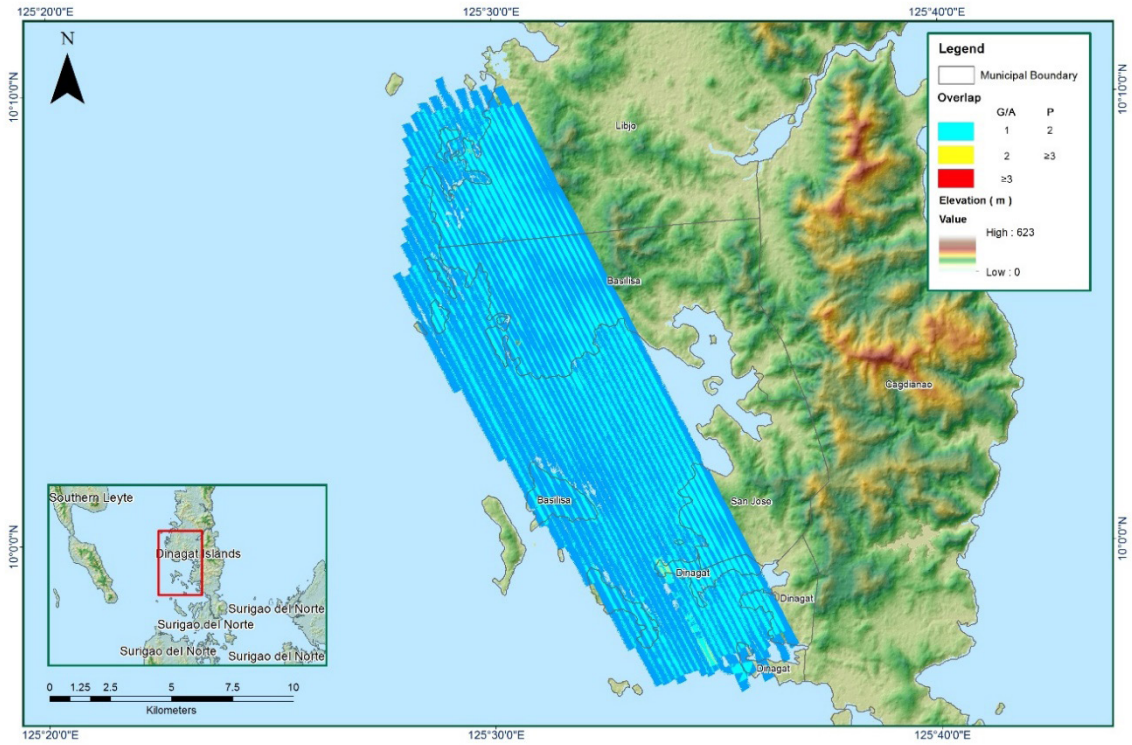 125°20'0"E
125°30'0"E
125°40'0"E
N
10°10'0"N
10°10'0"N
Legend
Municipal Boundary
Overlap
G/A P
1 2
2 ≥3
≥3
Elevation ( m )
Value
High : 623
Low : 0
Libjo
Basilisa
Cagdianao
Basilisa
San Jose
Dinagat
Dinagat
Dinagat
10°0'0"N
10°0'0"N
Southern Leyte
Dinagat Islands
Surigao del Norte
Surigao del Norte
Surigao del Norte
Surigao del Norte
0 1.25 2.5 5 7.5 10
Kilometers
125°20'0"E
125°30'0"E
125°40'0"E